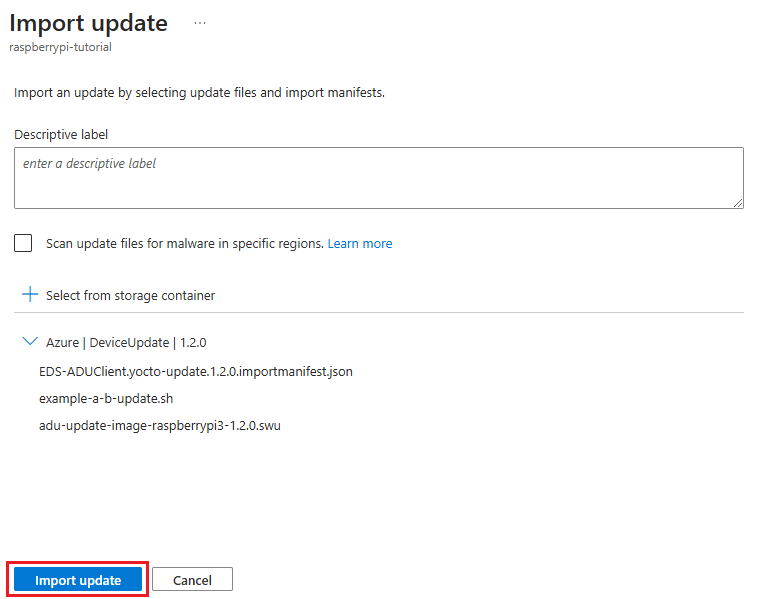 Import update ...
raspberrypi-tutorial
Import an update by selecting update files and import manifests.
Descriptive label
enter a descriptive label
Scan update files for malware in specific regions. Learn more
Select from storage container
Azure | DeviceUpdate | 1.2.0
EDS-ADUClient.yocto-update.1.2.0.importmanifest.json
example-a-b-update.sh
adu-update-image-raspberrypi3-1.2.0.swu
Import update Cancel